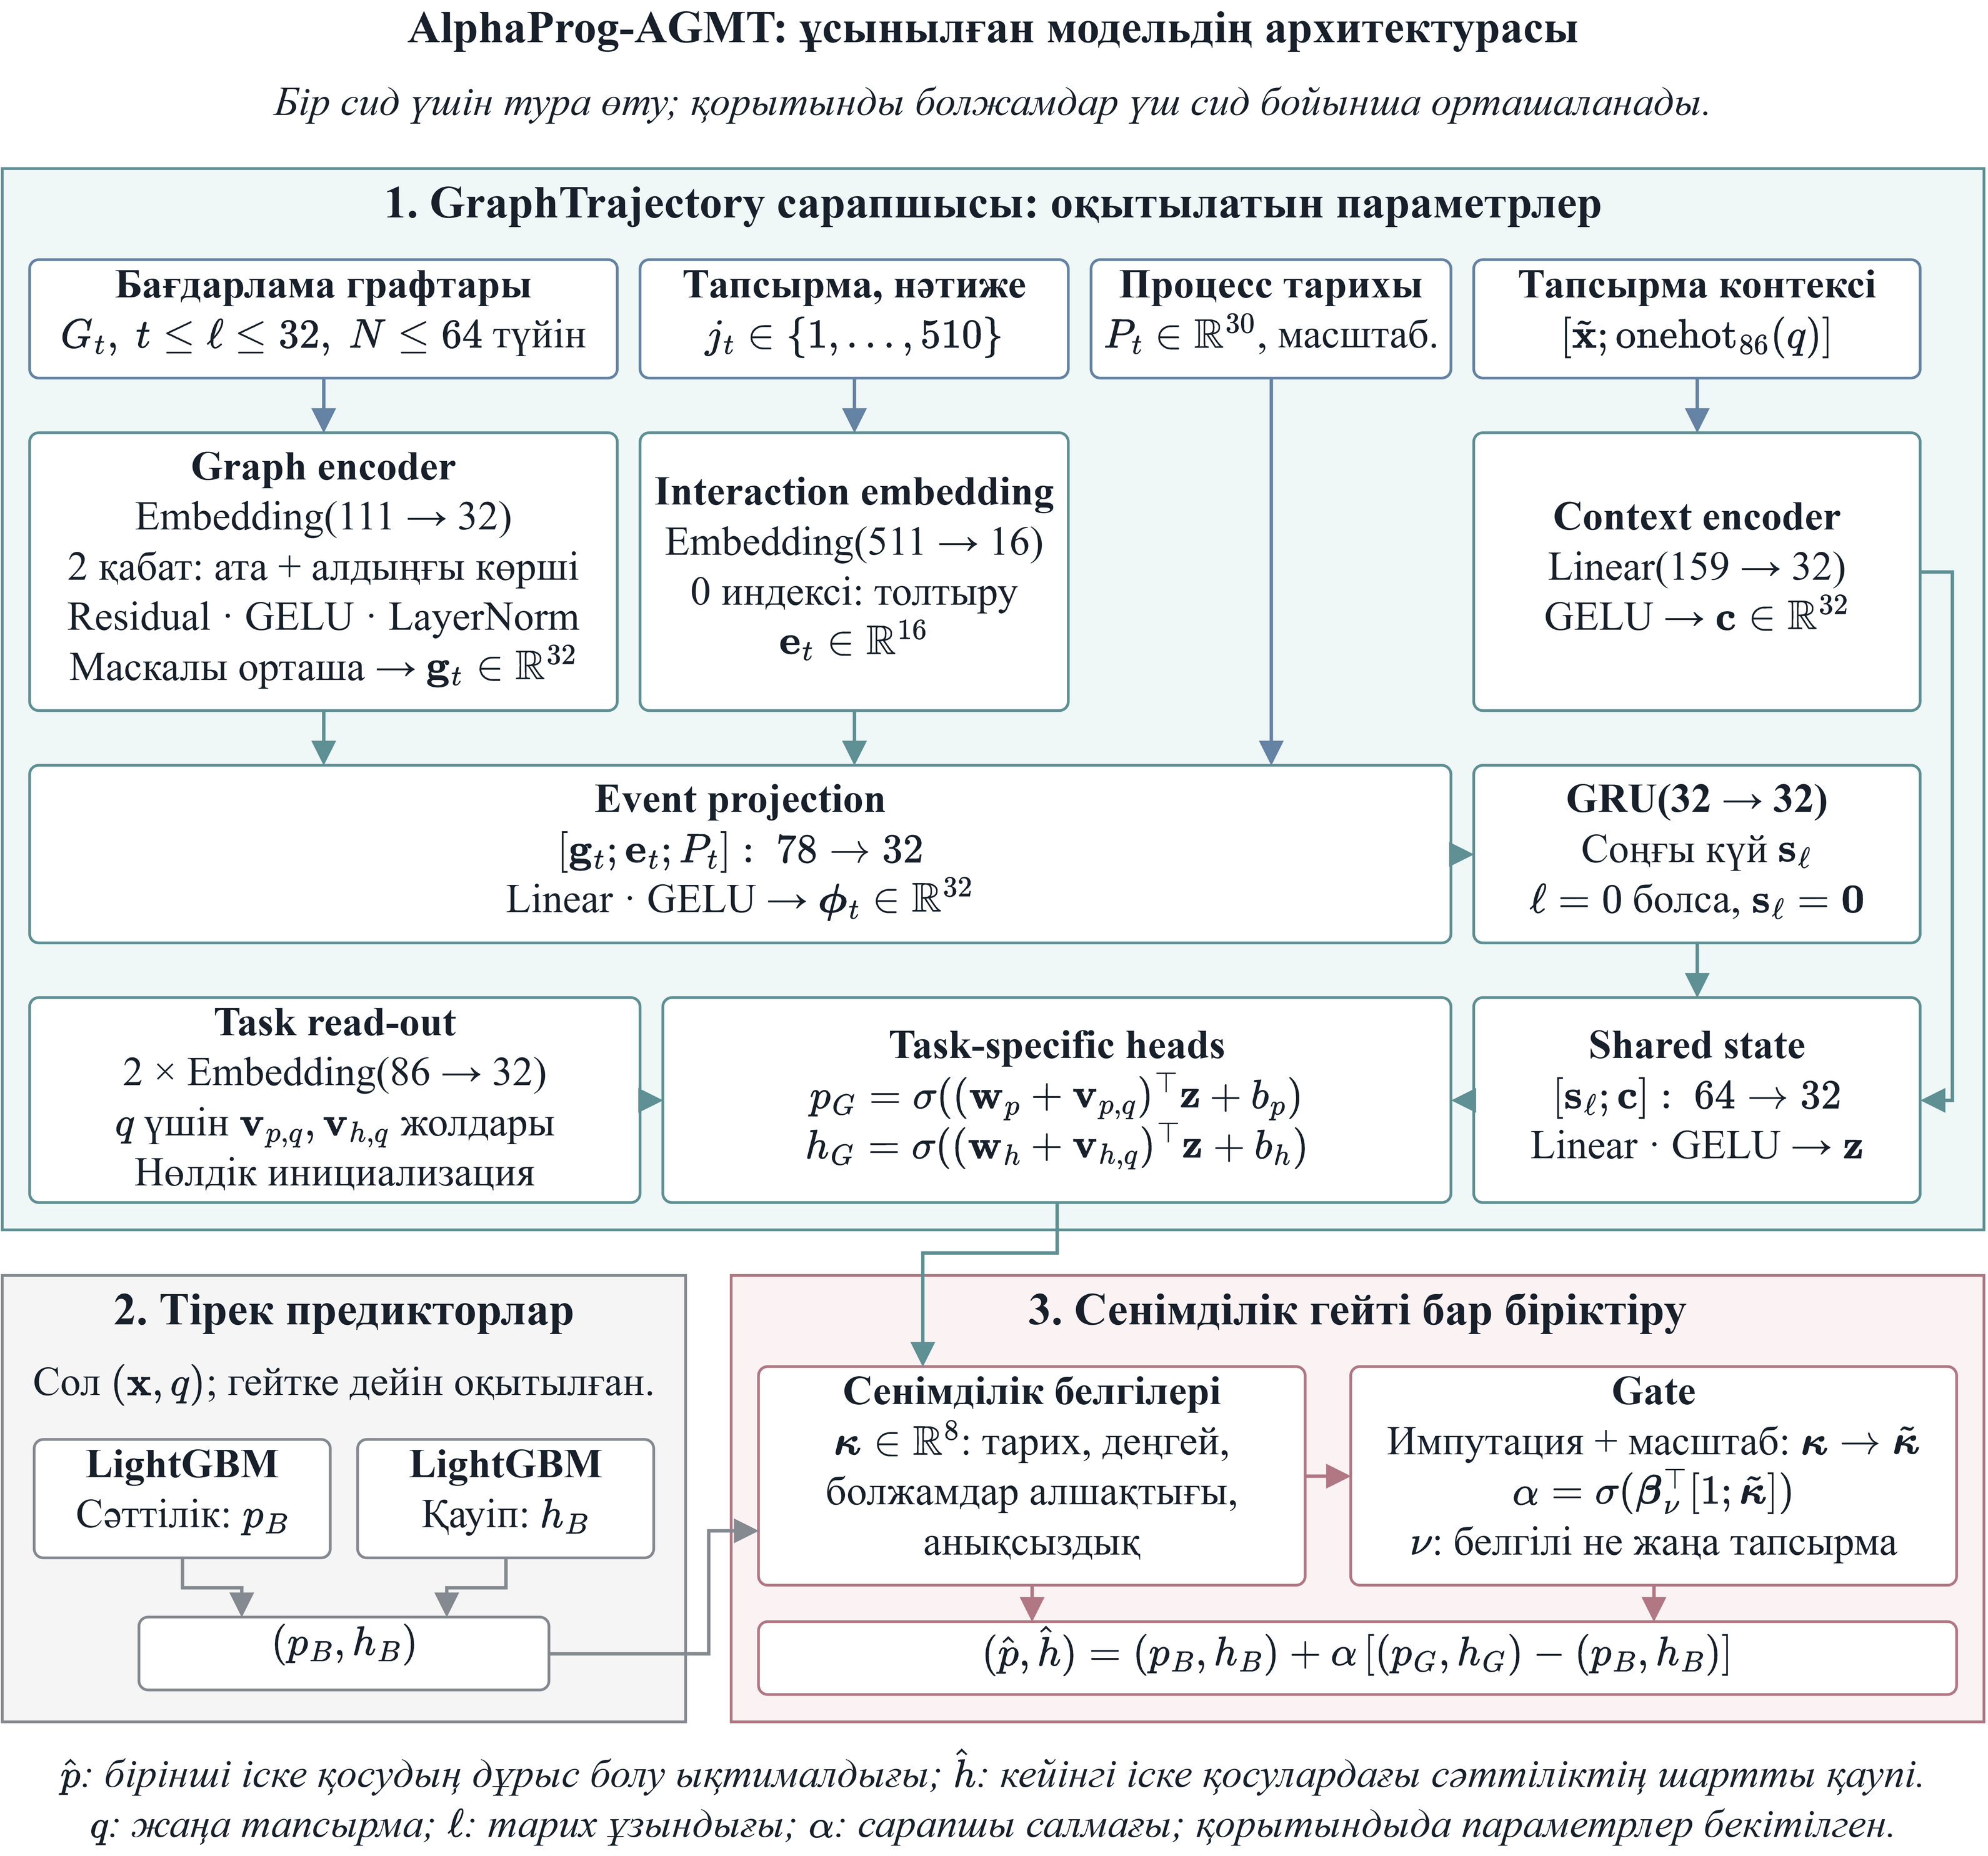 AlphaProg-AGMT: ұсынылған модельдің архитектурасы
Бір сид үшін тура өту; қорытынды болжамдар үш сид бойынша орташаланады.
1. GraphTrajectory сарапшысы: оқытылатын параметрлер
Бағдарлама графтары
G_t, t ≤ ℓ ≤ 32, N ≤ 64 түйін
Тапсырма, нәтиже
j_t ∈ {1, . . . , 510}
Процесс тарихы
P_t ∈ ℝ^30, масштаб.
Тапсырма контексі
[x̃; onehot_86(q)]
Graph encoder
Embedding(111 → 32)
2 қабат: ата + алдыңғы көрші
Residual · GELU · LayerNorm
Маскалы орташа → g_t ∈ ℝ^32
Interaction embedding
Embedding(511 → 16)
0 индексі: толтыру
e_t ∈ ℝ^16
Context encoder
Linear(159 → 32)
GELU → c ∈ ℝ^32
Event projection
[g_t; e_t; P_t] : 78 → 32
Linear · GELU → ϕ_t ∈ ℝ^32
GRU(32 → 32)
Соңғы күй s_ℓ
ℓ = 0 болса, s_ℓ = 0
Task read-out
2 × Embedding(86 → 32)
q үшін v_{p,q}, v_{h,q} жолдары
Нөлдік инициализация
Task-specific heads
p_G = σ((w_p + v_{p,q})^⊤ z + b_p)
h_G = σ((w_h + v_{h,q})^⊤ z + b_h)
Shared state
[s_ℓ; c] : 64 → 32
Linear · GELU → z
2. Тірек предикторлар
Сол (x, q); гейтке дейін оқытылған.
LightGBM
Сәттілік: p_B
LightGBM
Қауіп: h_B
(p_B, h_B)
3. Сенімділік гейті бар біріктіру
Сенімділік белгілері
κ ∈ ℝ^8: тарих, деңгей,
болжамдар алшақтығы,
анықсыздық
Gate
Импутация + масштаб: κ → κ̃
α = σ(β_ν^⊤ [1; κ̃])
ν: белгілі не жаңа тапсырма
(p̂, ĥ) = (p_B, h_B) + α [(p_G, h_G) − (p_B, h_B)]
p̂: бірінші іске қосудың дұрыс болу ықтималдығы; ĥ: кейінгі іске қосулардағы сәттіліктің шартты қаупі.
q: жаңа тапсырма; ℓ: тарих ұзындығы; α: сарапшы салмағы; қорытындыда параметрлер бекітілген.